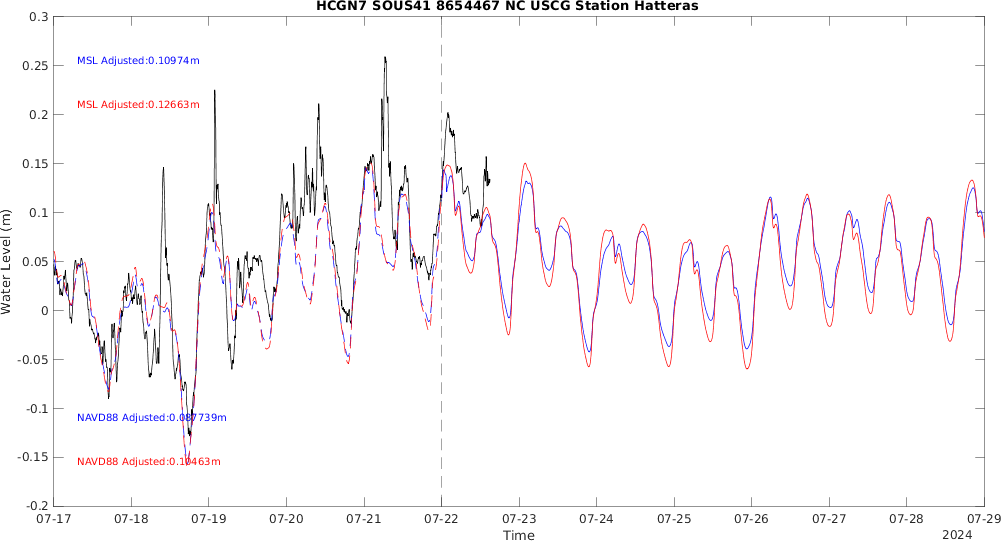 HCGN7 SOUS41 8654467 NC USCG Station Hatteras
0.3
0.25
0.2
0.15
0.1
0.05
0
-0.05
-0.1
-0.15
-0.2
Water Level (m)
MSL Adjusted:0.10974m
MSL Adjusted:0.12663m
NAVD88 Adjusted:0.087739m
NAVD88 Adjusted:0.10463m
07-17 07-18 07-19 07-20 07-21 07-22 07-23 07-24 07-25 07-26 07-27 07-28 07-29
Time
2024